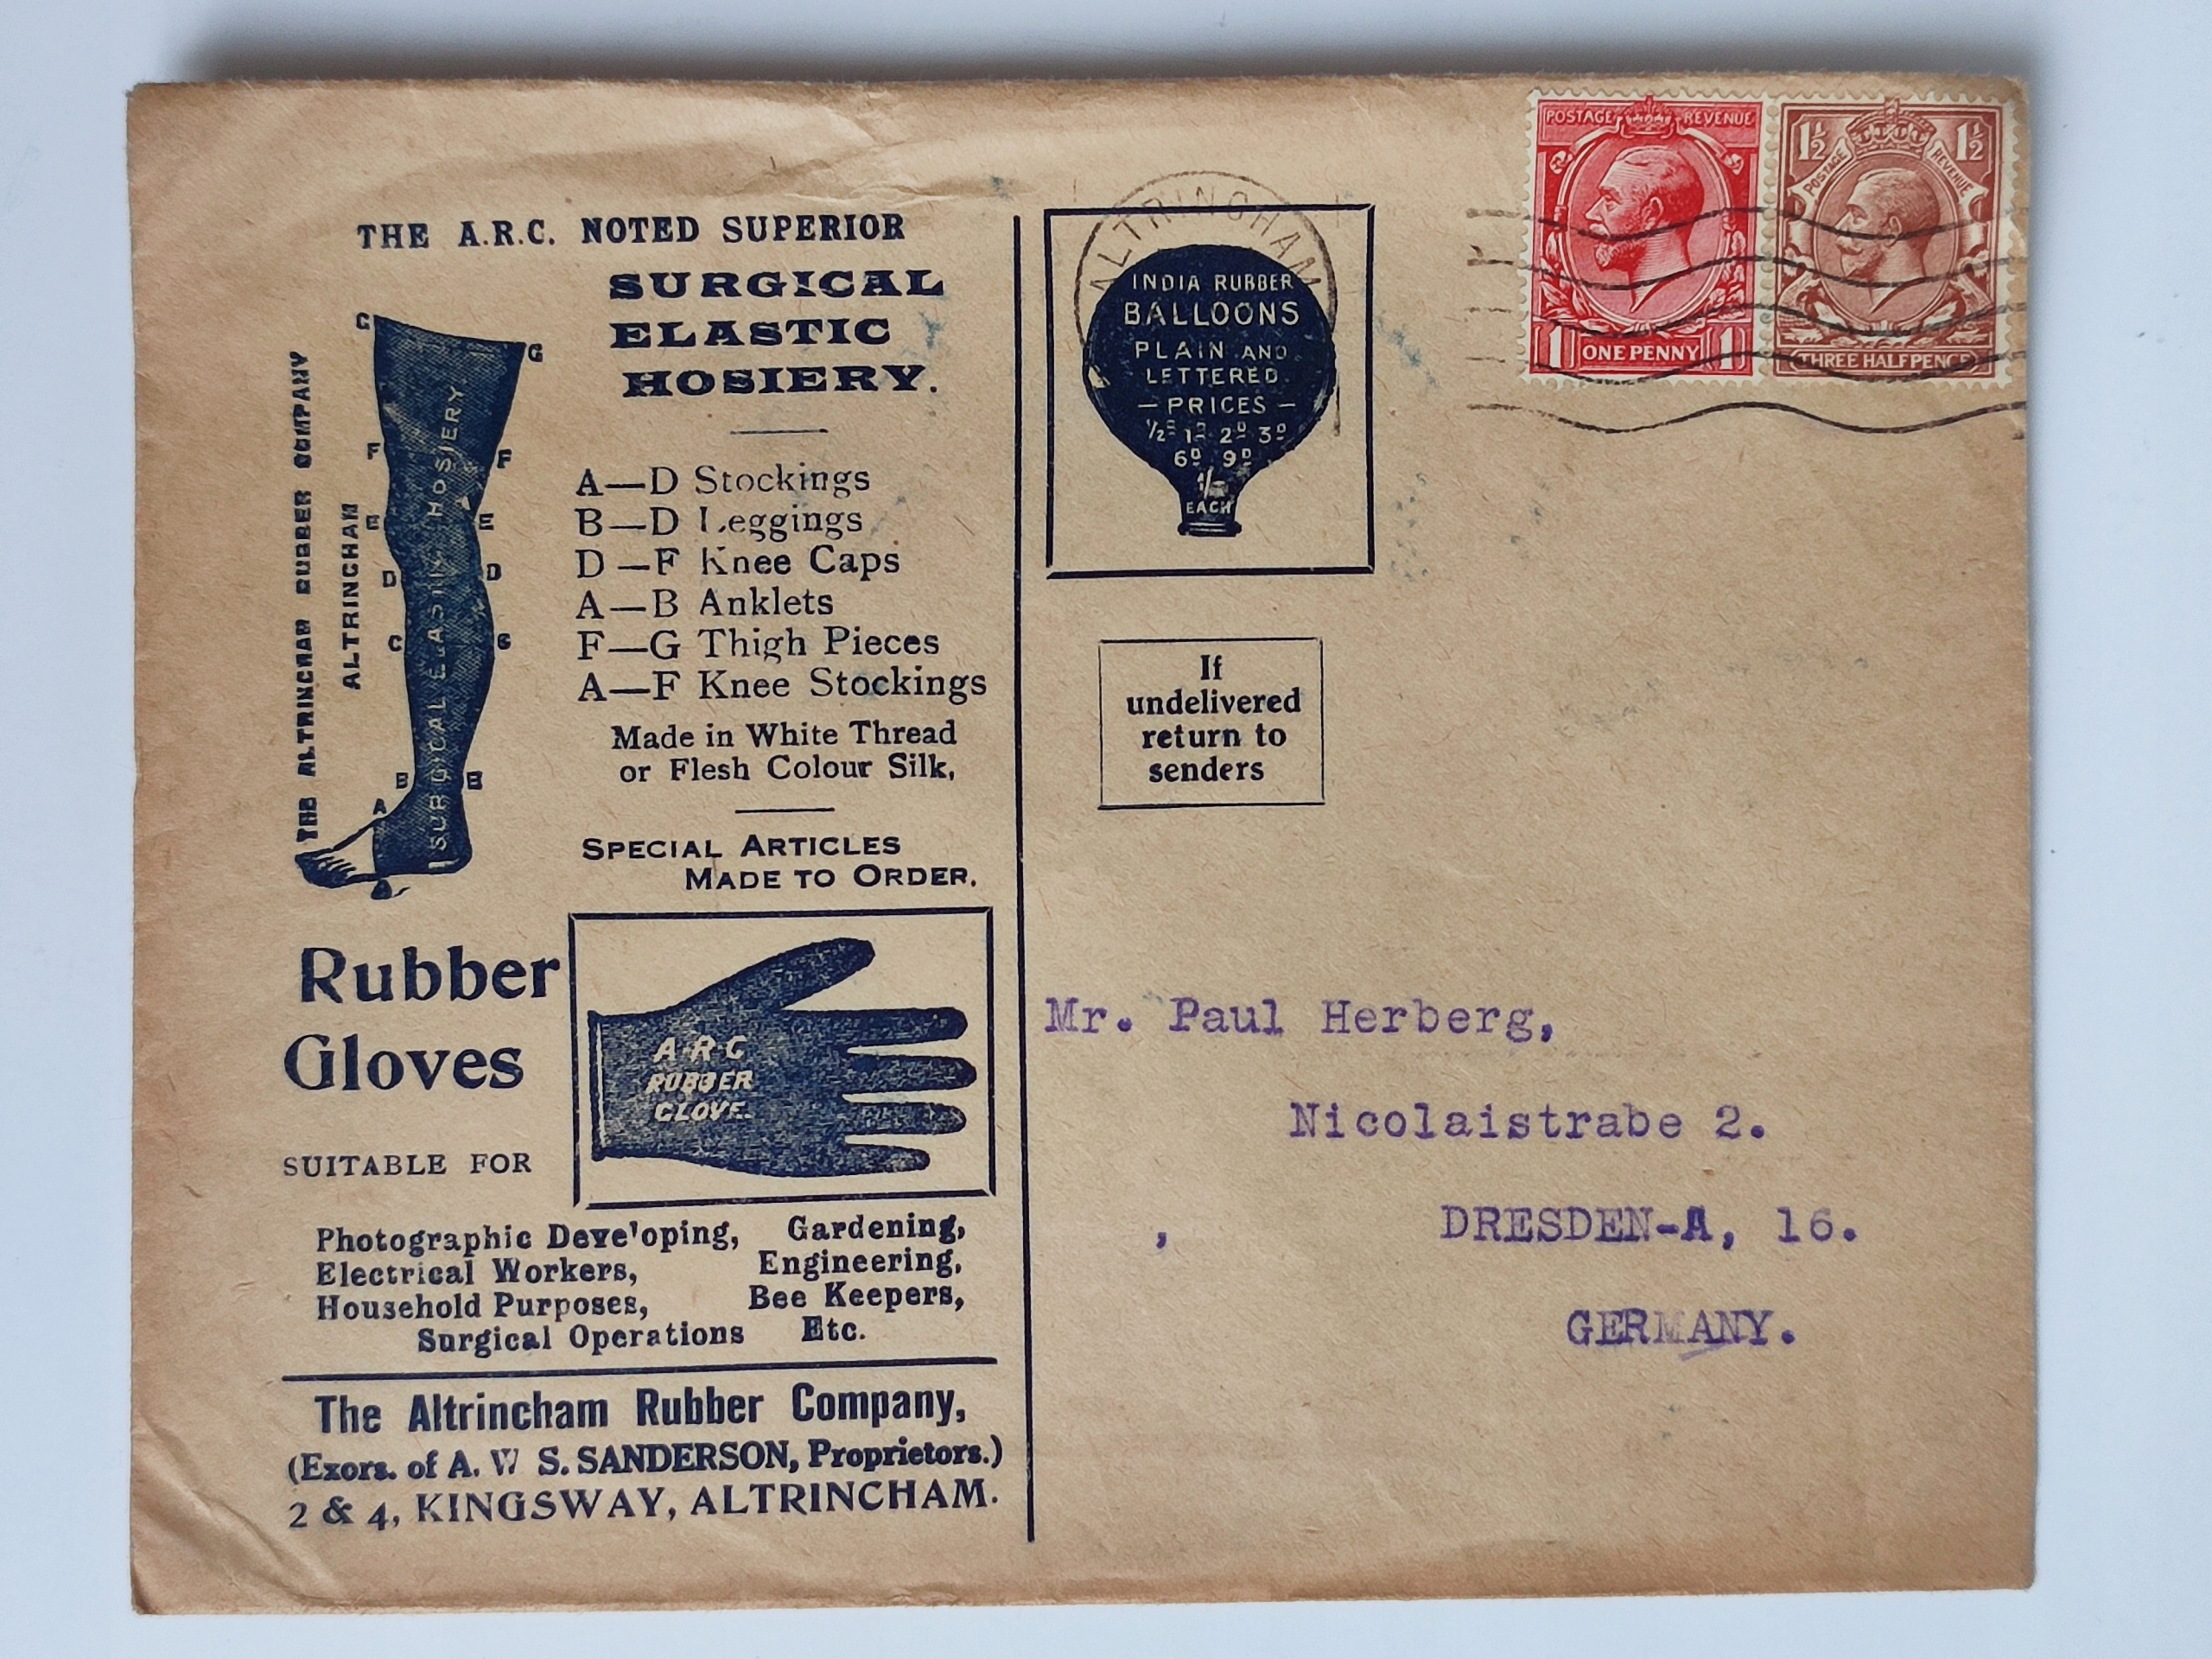 THE A.R.C. NOTED SUPERIOR
SURGICAL
ELASTIC
HOSIERY.
THE ALTRINCHAM RUBBER COMPANY
ALTRINCHAM
SURGICAL ELASTIC HOSIERY.
G
G
F
F
E
E
D
D
C
B
B
A
A—D Stockings
B—D Leggings
D—F Knee Caps
A—B Anklets
F—G Thigh Pieces
A—F Knee Stockings
Made in White Thread
or Flesh Colour Silk,
SPECIAL ARTICLES
MADE TO ORDER.
Rubber
Gloves
SUITABLE FOR
A·R·C
RUBBER
GLOVE.
Photographic Developing, Gardening,
Electrical Workers, Engineering,
Household Purposes, Bee Keepers,
Surgical Operations Etc.
The Altrincham Rubber Company,
(Exors. of A. W S. SANDERSON, Proprietors.)
2 & 4, KINGSWAY, ALTRINCHAM.
ALTRINCHAM
INDIA RUBBER
BALLOONS
PLAIN AND
LETTERED.
— PRICES —
½D 1D 2D 3D
6D 9D
1/-
EACH
If
undelivered
return to
senders
POSTAGE REVENUE
1 ONE PENNY 1
1½ 1½
POSTAGE REVENUE
THREE HALFPENCE
Mr. Paul Herberg,
Nicolaistrabe 2.
, DRESDEN-A, 16.
GERMANY.